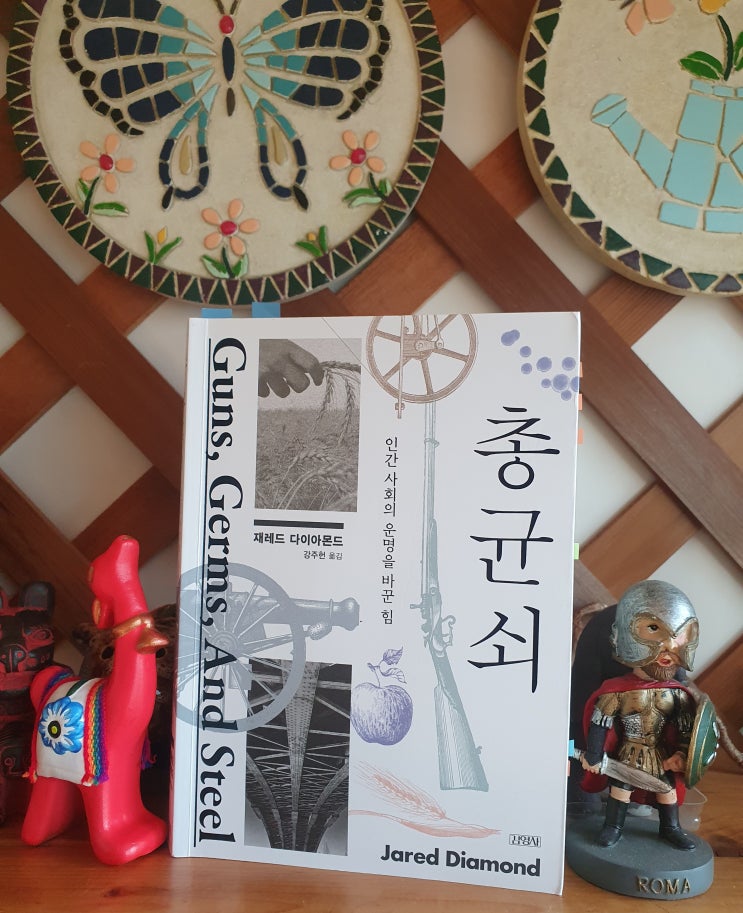 Guns, Germs, And Steel
총 균 쇠
인간 사회의 운명을 바꾼 힘
재레드 다이아몬드
강주헌 옮김
김영사
Jared Diamond
ROMA